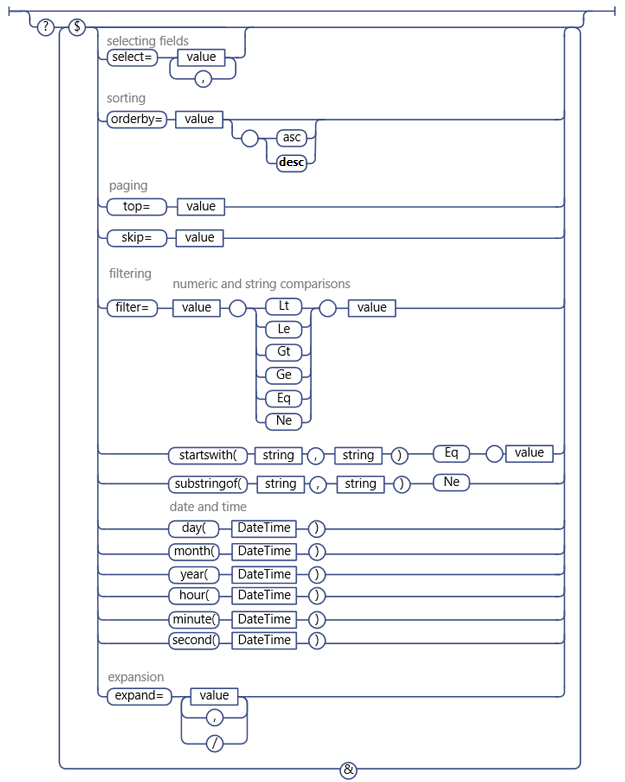 ? $
selecting fields
select= value
,
sorting
orderby= value
asc
desc
paging
top= value
skip= value
filtering
numeric and string comparisons
filter= value Lt value
Le
Gt
Ge
Eq
Ne
startswith( string , string ) Eq value
substringof( string , string ) Ne
date and time
day( DateTime )
month( DateTime )
year( DateTime )
hour( DateTime )
minute( DateTime )
second( DateTime )
expansion
expand= value
,
/
&